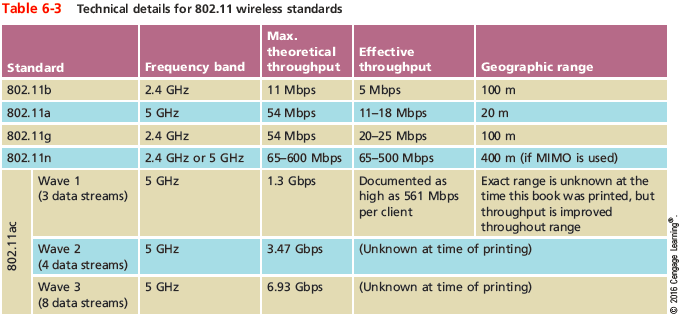 Table 6-3 Technical details for 802.11 wireless standards
Standard
Frequency band
Max.
theoretical
throughput
Effective
throughput
Geographic range
802.11b 2.4 GHz 11 Mbps 5 Mbps 100 m
802.11a 5 GHz 54 Mbps 11–18 Mbps 20 m
802.11g 2.4 GHz 54 Mbps 20–25 Mbps 100 m
802.11n 2.4 GHz or 5 GHz 65–600 Mbps 65–500 Mbps 400 m (if MIMO is used)
802.11ac
Wave 1
(3 data streams)
5 GHz
1.3 Gbps
Documented as
high as 561 Mbps
per client
Exact range is unknown at the
time this book was printed, but
throughput is improved
throughout range
Wave 2
(4 data streams)
5 GHz
3.47 Gbps
(Unknown at time of printing)
Wave 3
(8 data streams)
5 GHz
6.93 Gbps
(Unknown at time of printing)
© 2016 Cengage Learning®.